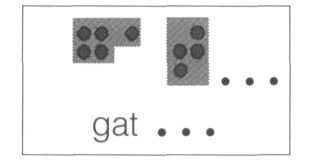 ⠛⠁ ⠞ . . .
gat . . .